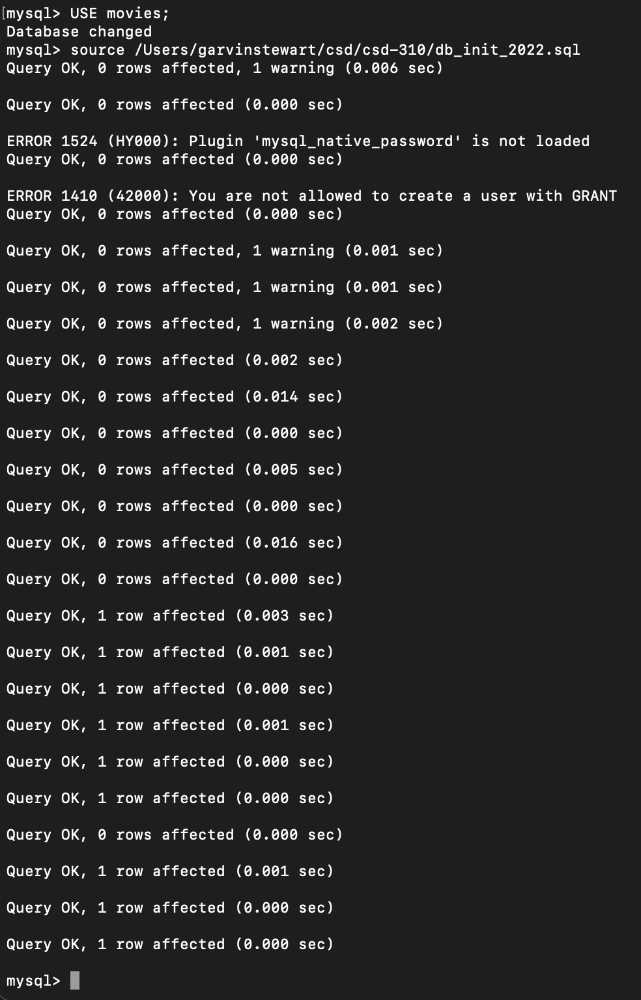 [mysql> USE movies;
Database changed
mysql> source /Users/garvinstewart/csd/csd-310/db_init_2022.sql
Query OK, 0 rows affected, 1 warning (0.006 sec)
Query OK, 0 rows affected (0.000 sec)
ERROR 1524 (HY000): Plugin 'mysql_native_password' is not loaded
Query OK, 0 rows affected (0.000 sec)
ERROR 1410 (42000): You are not allowed to create a user with GRANT
Query OK, 0 rows affected (0.000 sec)
Query OK, 0 rows affected, 1 warning (0.001 sec)
Query OK, 0 rows affected, 1 warning (0.001 sec)
Query OK, 0 rows affected, 1 warning (0.002 sec)
Query OK, 0 rows affected (0.002 sec)
Query OK, 0 rows affected (0.014 sec)
Query OK, 0 rows affected (0.000 sec)
Query OK, 0 rows affected (0.005 sec)
Query OK, 0 rows affected (0.000 sec)
Query OK, 0 rows affected (0.016 sec)
Query OK, 0 rows affected (0.000 sec)
Query OK, 1 row affected (0.003 sec)
Query OK, 1 row affected (0.001 sec)
Query OK, 1 row affected (0.000 sec)
Query OK, 1 row affected (0.001 sec)
Query OK, 1 row affected (0.000 sec)
Query OK, 1 row affected (0.000 sec)
Query OK, 0 rows affected (0.000 sec)
Query OK, 1 row affected (0.001 sec)
Query OK, 1 row affected (0.000 sec)
Query OK, 1 row affected (0.000 sec)
mysql>